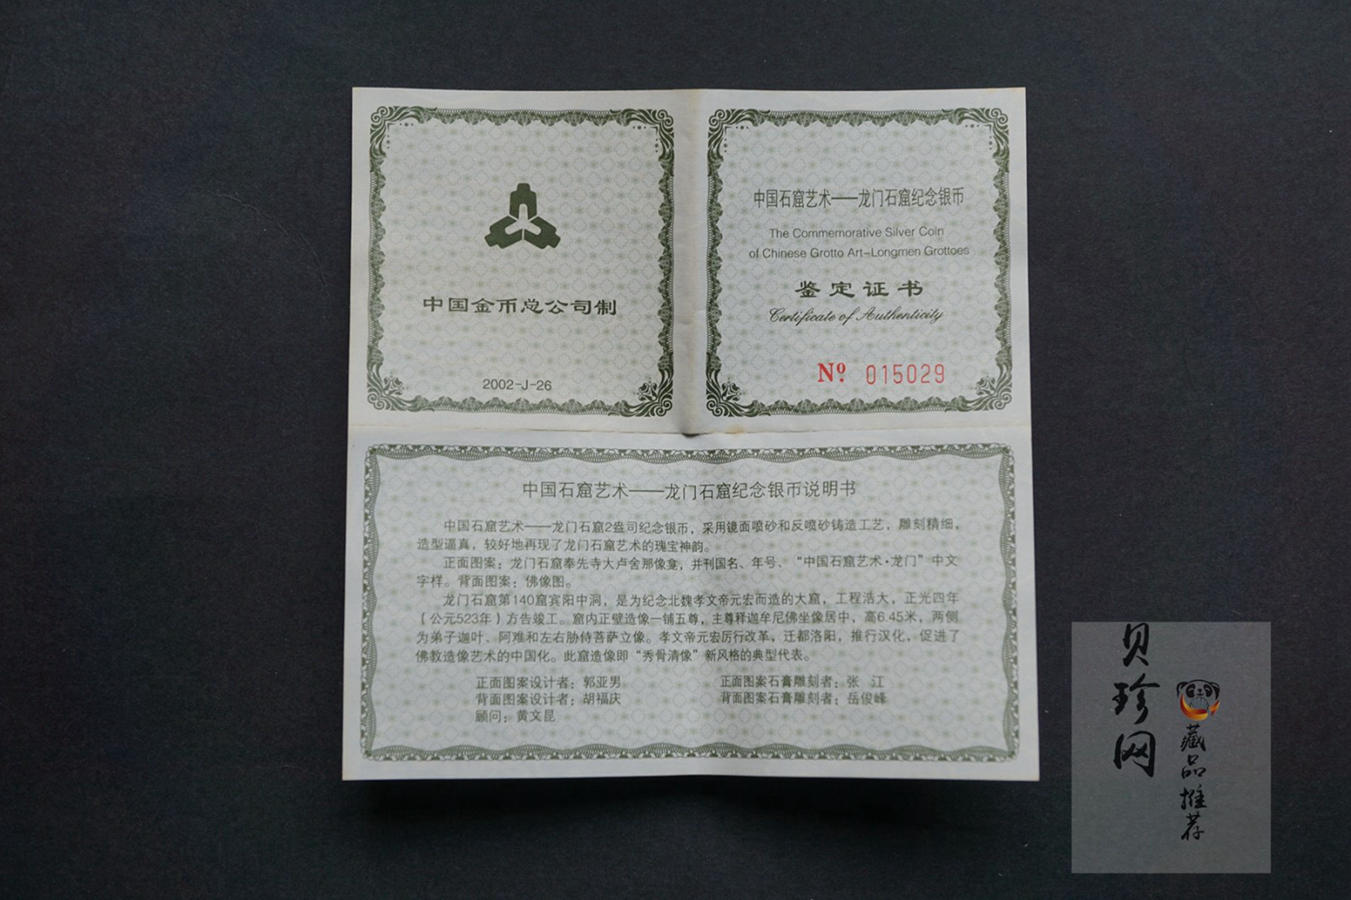 中国金币总公司制
2002-J-26
中国石窟艺术——龙门石窟纪念银币
The Commemorative Silver Coin
of Chinese Grotto Art-Longmen Grottoes
鉴定证书
Certificate of Authenticity
Nº 015029
中国石窟艺术——龙门石窟纪念银币说明书
中国石窟艺术——龙门石窟2盎司纪念银币，采用镜面喷砂和反喷砂铸造工艺，雕刻精细，
造型逼真，较好地再现了龙门石窟艺术的瑰宝神韵。
正面图案：龙门石窟奉先寺大卢舍那像龛，并刊国名、年号、“中国石窟艺术·龙门”中文
字样。背面图案：佛像图。
龙门石窟第140窟宾阳中洞，是为纪念北魏孝文帝元宏而造的大窟，工程浩大，正光四年
（公元523年）方告竣工。窟内正壁造像一铺五尊，主尊释迦牟尼佛坐像居中，高6.45米，两侧
为弟子迦叶、阿难和左右胁侍菩萨立像。孝文帝元宏厉行改革，迁都洛阳，推行汉化，促进了
佛教造像艺术的中国化。此窟造像即“秀骨清像”新风格的典型代表。
正面图案设计者：郭亚男
正面图案石膏雕刻者：张 江
背面图案设计者：胡福庆
背面图案石膏雕刻者：岳俊峰
顾问：黄文昆
贝珍网
藏品推荐